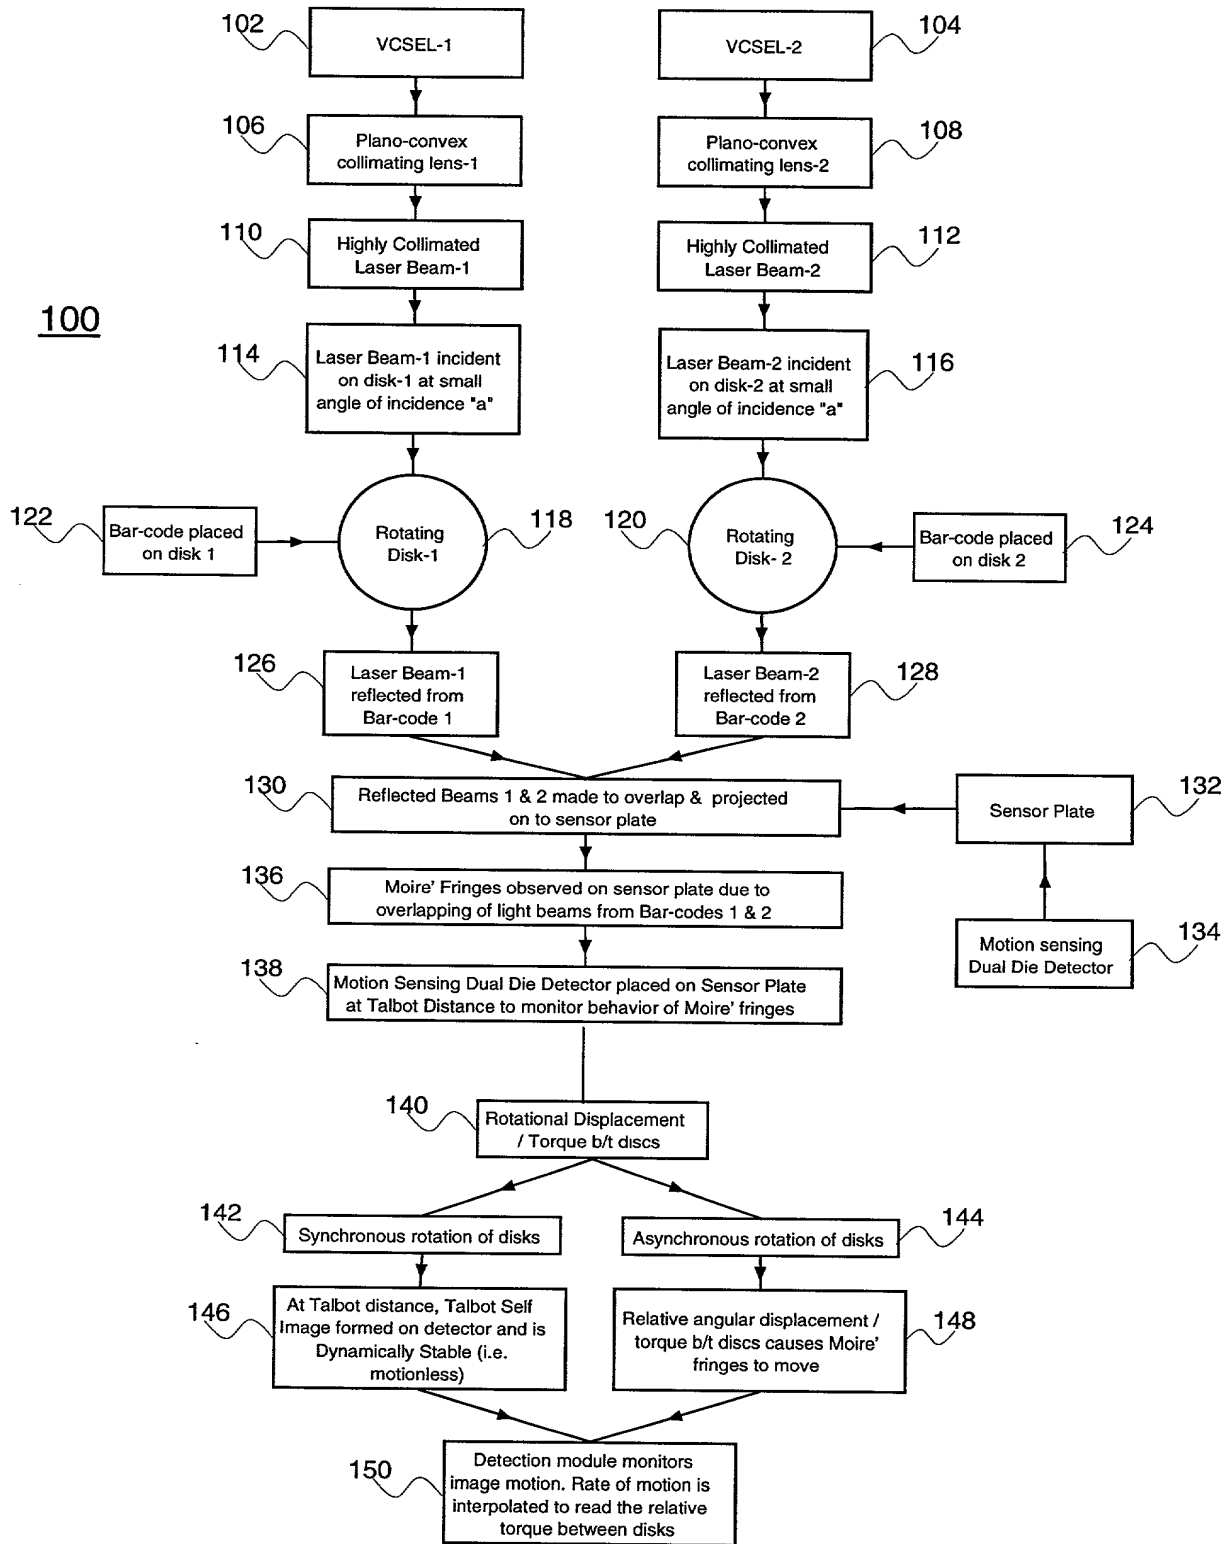 102
VCSEL-1
VCSEL-2
104
106
Plano-convex
collimating lens-1
Plano-convex
collimating lens-2
108
110
Highly Collimated
Laser Beam-1
Highly Collimated
Laser Beam-2
112
100
114
Laser Beam-1 incident
on disk-1 at small
angle of incidence "a"
Laser Beam-2 incident
on disk-2 at small
angle of incidence "a"
116
122
Bar-code placed
on disk 1
Rotating
Disk-1
118
120
Rotating
Disk- 2
Bar-code placed
on disk 2
124
126
Laser Beam-1
reflected from
Bar-code 1
Laser Beam-2
reflected from
Bar-code 2
128
130
Reflected Beams 1 & 2 made to overlap & projected
on to sensor plate
Sensor Plate
132
136
Moire' Fringes observed on sensor plate due to
overlapping of light beams from Bar-codes 1 & 2
Motion sensing
Dual Die Detector
134
138
Motion Sensing Dual Die Detector placed on Sensor Plate
at Talbot Distance to monitor behavior of Moire' fringes
140
Rotational Displacement
/ Torque b/t discs
142
Synchronous rotation of disks
Asynchronous rotation of disks
144
146
At Talbot distance, Talbot Self
Image formed on detector and is
Dynamically Stable (i.e.
motionless)
Relative angular displacement /
torque b/t discs causes Moire'
fringes to move
148
150
Detection module monitors
image motion. Rate of motion is
interpolated to read the relative
torque between disks